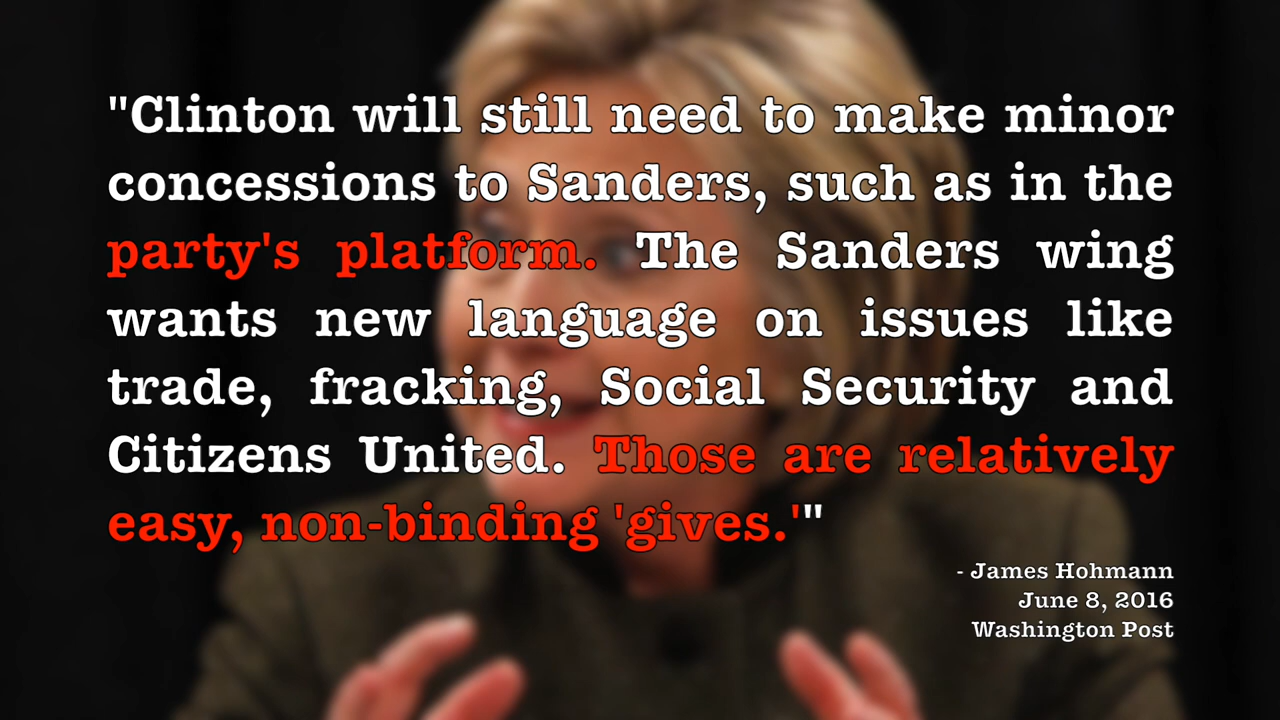 "Clinton will still need to make minor
concessions to Sanders, such as in the
party's platform. The Sanders wing
wants new language on issues like
trade, fracking, Social Security and
Citizens United. Those are relatively
easy, non-binding 'gives.'"
- James Hohmann
June 8, 2016
Washington Post